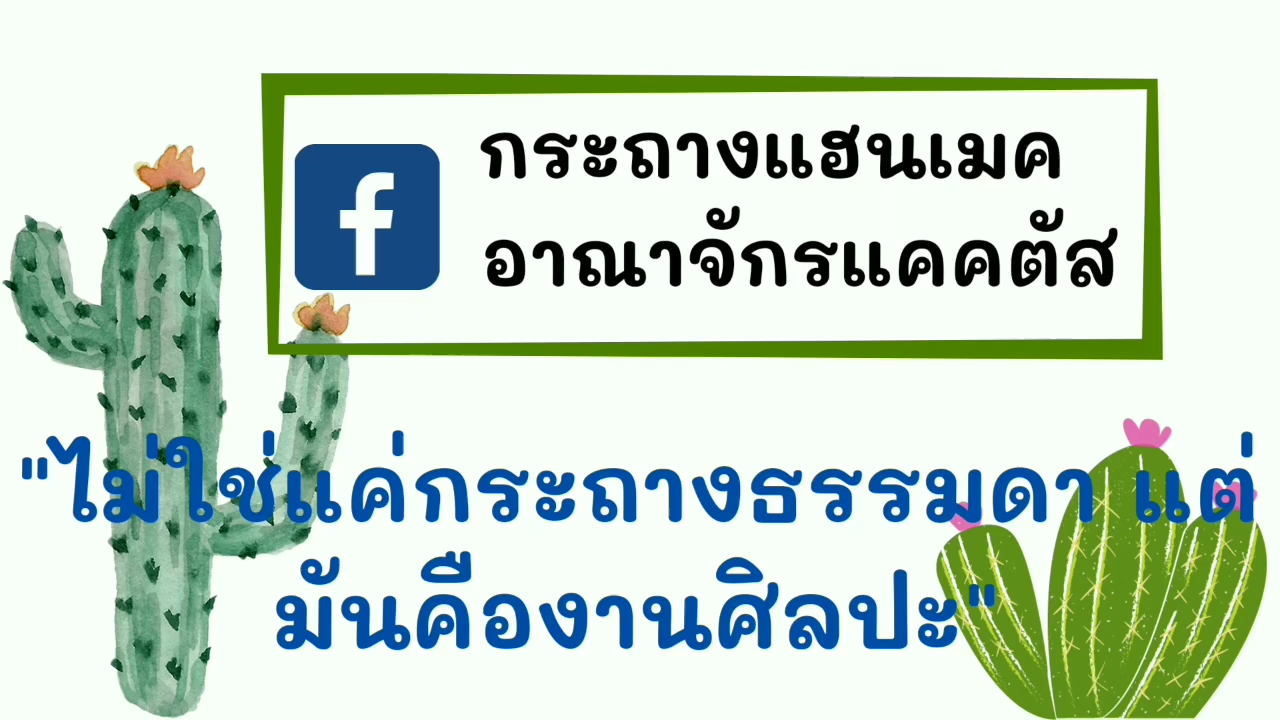 กระถางแฮนเมค
อาณาจักรแคคตัส
"ไม่ใช่แค่กระถางธรรมดา แต่
มันคืองานศิลปะ"